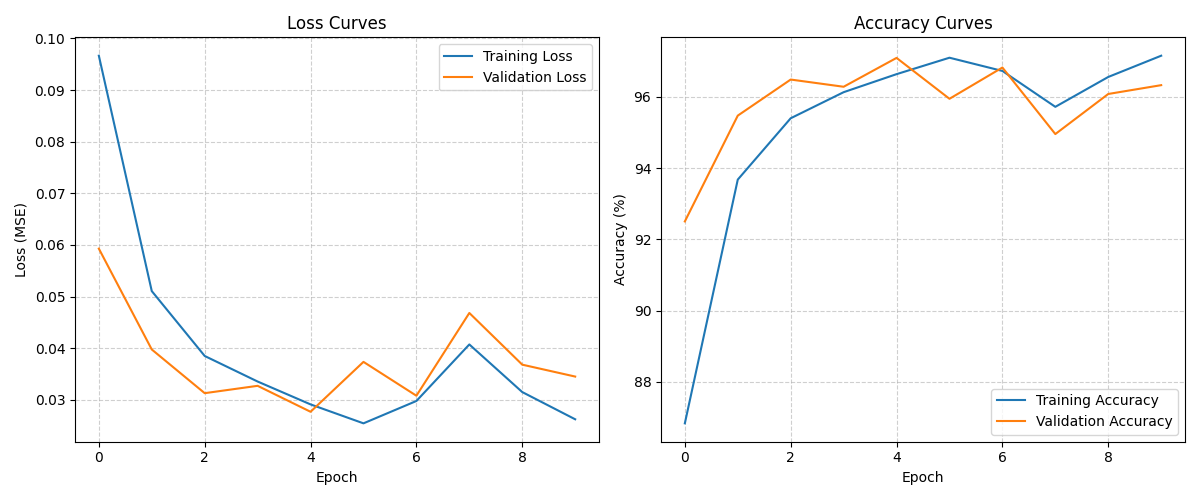 Loss Curves
Loss (MSE)
0.10
0.09
0.08
0.07
0.06
0.05
0.04
0.03
0 2 4 6 8
Epoch
Training Loss
Validation Loss
Accuracy Curves
Accuracy (%)
96
94
92
90
88
0 2 4 6 8
Epoch
Training Accuracy
Validation Accuracy